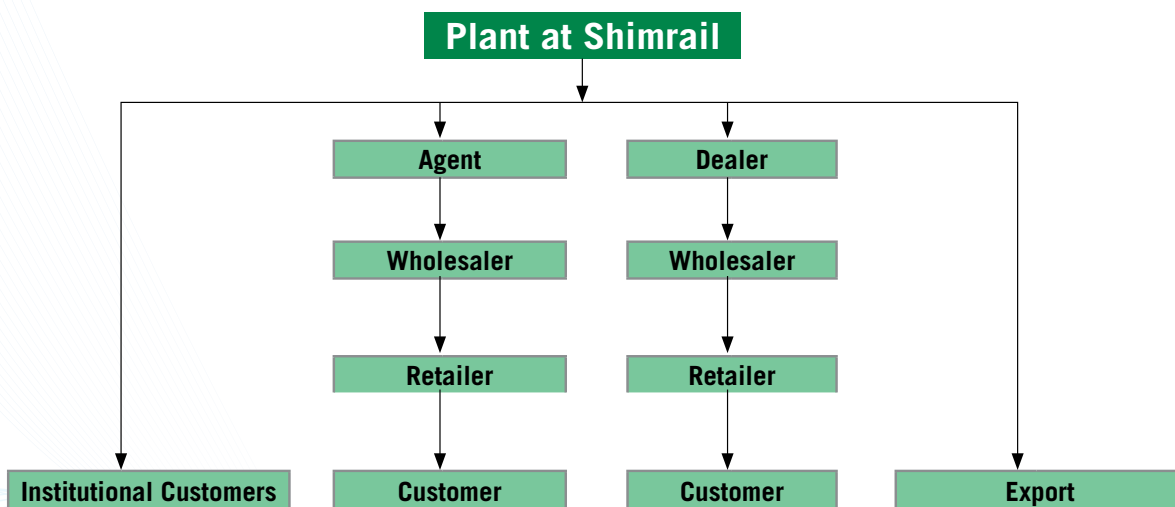 Plant at Shimrail
Agent
Dealer
Wholesaler
Wholesaler
Retailer
Retailer
Institutional Customers
Customer
Customer
Export